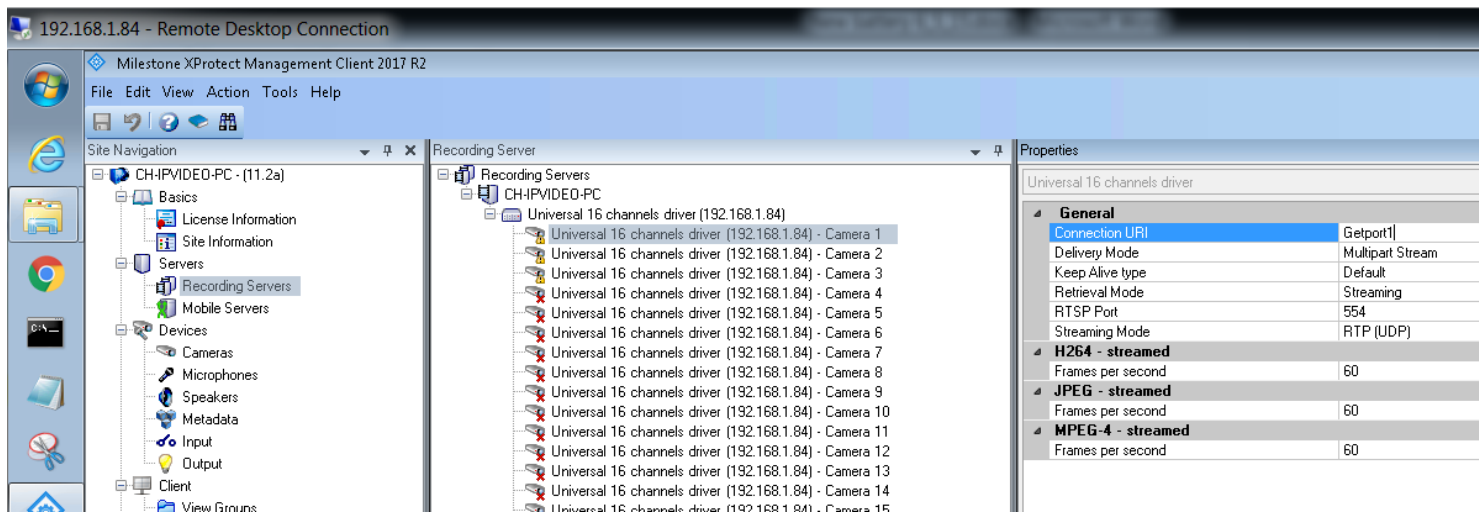 192.168.1.84 - Remote Desktop Connection
Milestone XProtect Management Client 2017 R2
File Edit View Action Tools Help
Site Navigation
CH-IPVIDEO-PC - (11.2a)
Basics
License Information
Site Information
Servers
Recording Servers
Mobile Servers
Devices
Cameras
Microphones
Speakers
Metadata
Input
Output
Client
View Groups
Recording Server
Recording Servers
CH-IPVIDEO-PC
Universal 16 channels driver (192.168.1.84)
Universal 16 channels driver (192.168.1.84) - Camera 1
Universal 16 channels driver (192.168.1.84) - Camera 2
Universal 16 channels driver (192.168.1.84) - Camera 3
Universal 16 channels driver (192.168.1.84) - Camera 4
Universal 16 channels driver (192.168.1.84) - Camera 5
Universal 16 channels driver (192.168.1.84) - Camera 6
Universal 16 channels driver (192.168.1.84) - Camera 7
Universal 16 channels driver (192.168.1.84) - Camera 8
Universal 16 channels driver (192.168.1.84) - Camera 9
Universal 16 channels driver (192.168.1.84) - Camera 10
Universal 16 channels driver (192.168.1.84) - Camera 11
Universal 16 channels driver (192.168.1.84) - Camera 12
Universal 16 channels driver (192.168.1.84) - Camera 13
Universal 16 channels driver (192.168.1.84) - Camera 14
Universal 16 channels driver (192.168.1.84) - Camera 15
Properties
Universal 16 channels driver
General
Connection URI Getport1
Delivery Mode Multipart Stream
Keep Alive type Default
Retrieval Mode Streaming
RTSP Port 554
Streaming Mode RTP (UDP)
H264 - streamed
Frames per second 60
JPEG - streamed
Frames per second 60
MPEG-4 - streamed
Frames per second 60